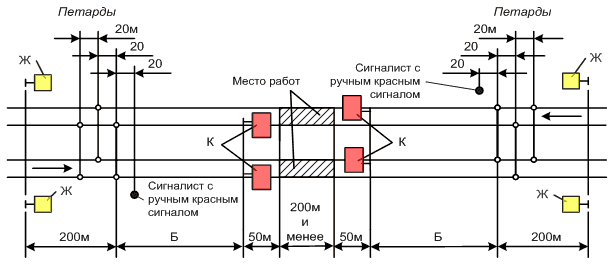 Петарды
Петарды
20м
20м
20
20
20
20
Ж
Ж
Сигналист с
ручным красным
сигналом
Место работ
К
К
Ж
Ж
Сигналист с
ручным красным
сигналом
200м
Б
50м
200м
и
менее
50м
Б
200м